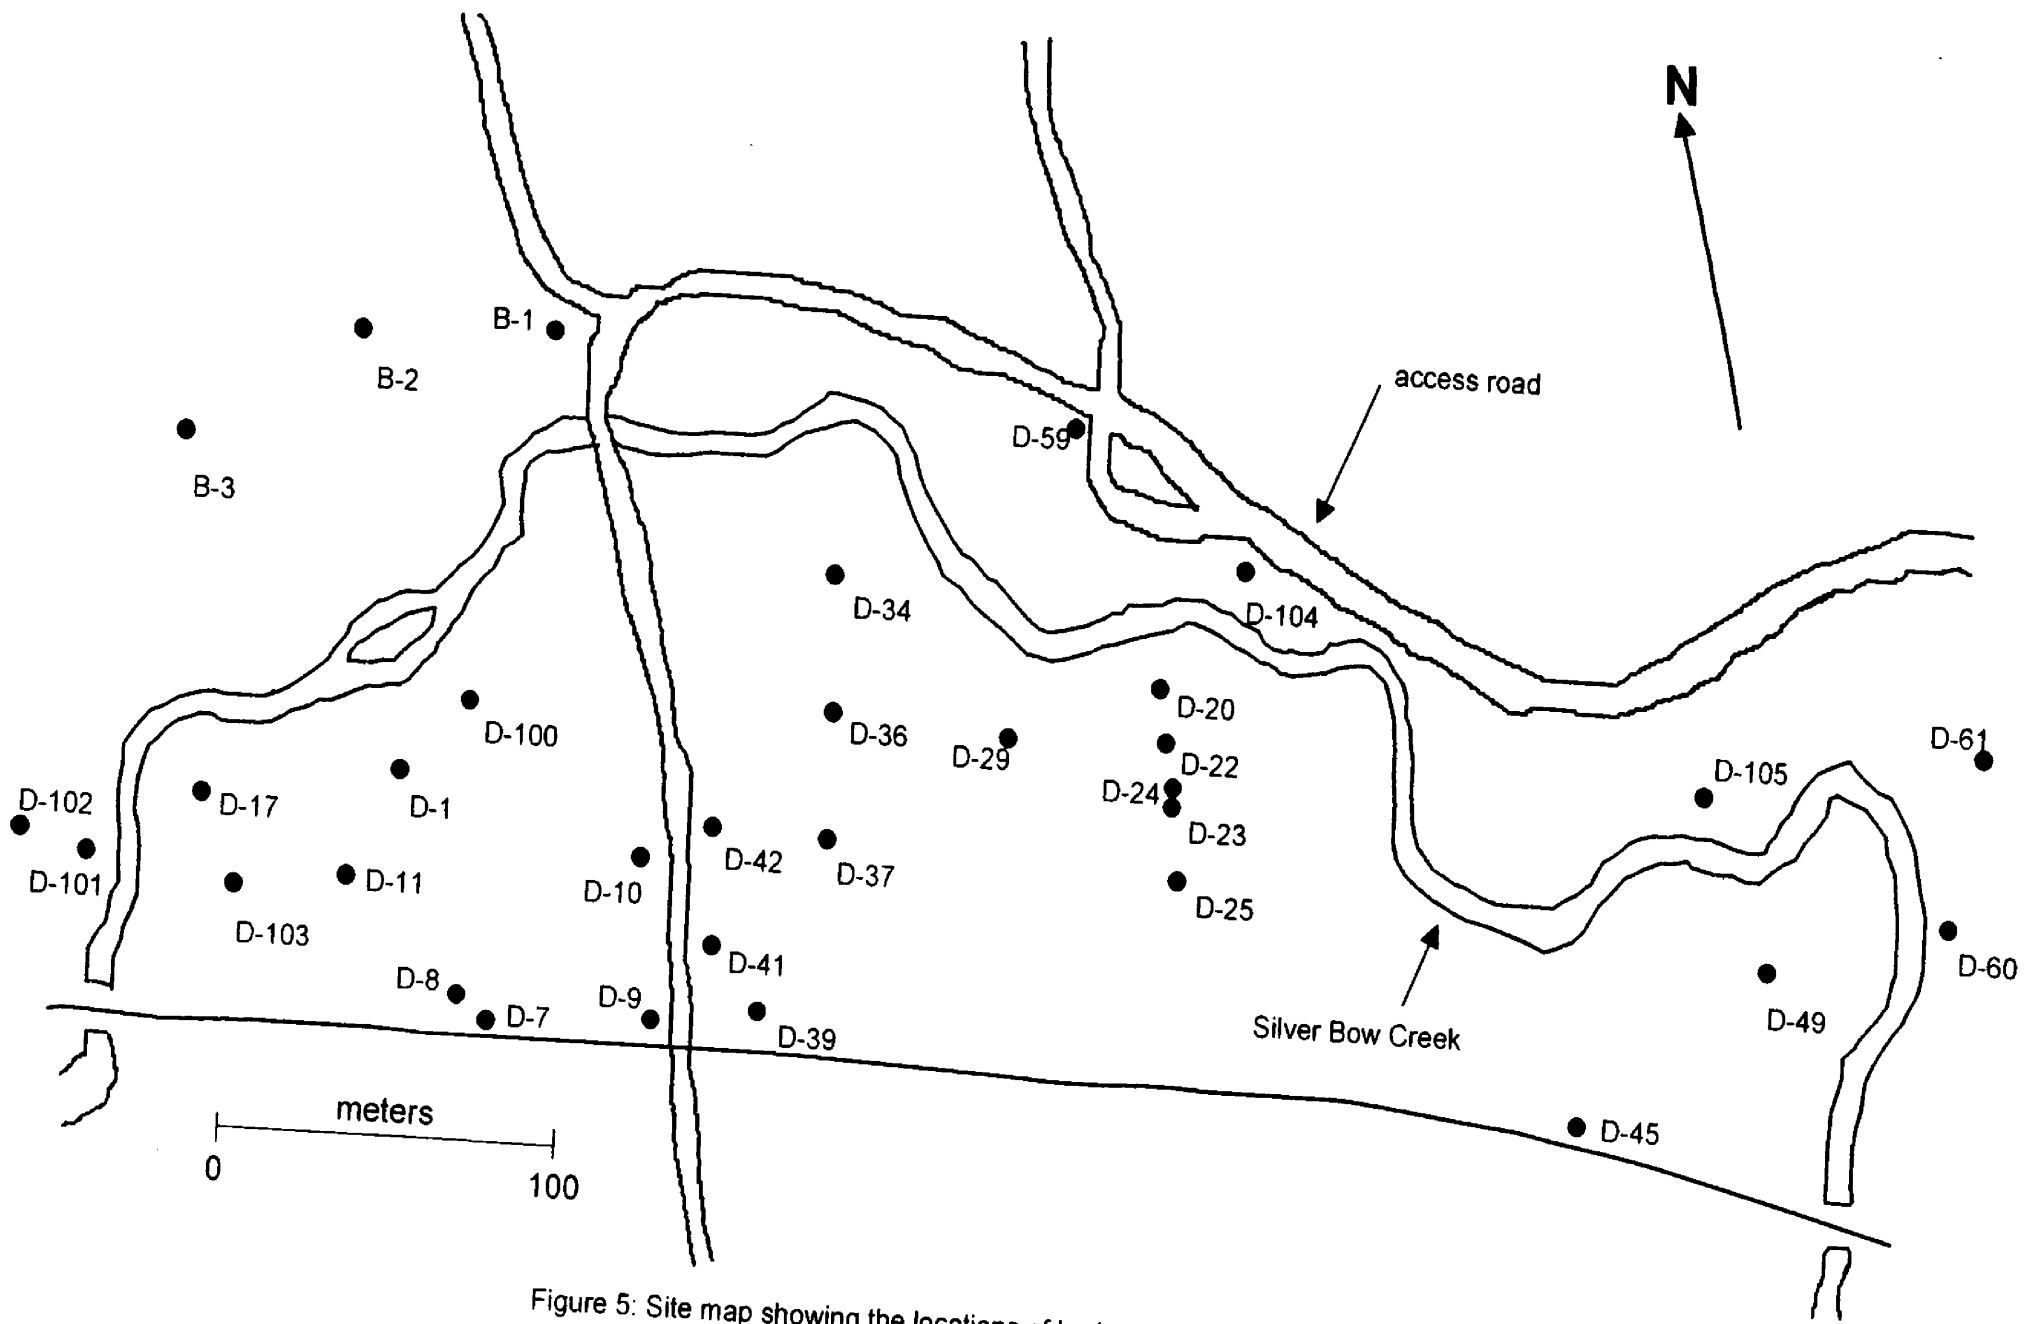 N
B-1
access road
B-2
D-59
B-3
D-34
D-104
D-20
D-100
D-36
D-29
D-22
D-61
D-105
D-102
D-17
D-1
D-24
D-23
D-42
D-37
D-101
D-11
D-10
D-25
D-103
D-41
D-60
D-8
D-9
D-7
D-49
D-39
Silver Bow Creek
meters
D-45
0
100
Figure 5: Site map showing the locations of